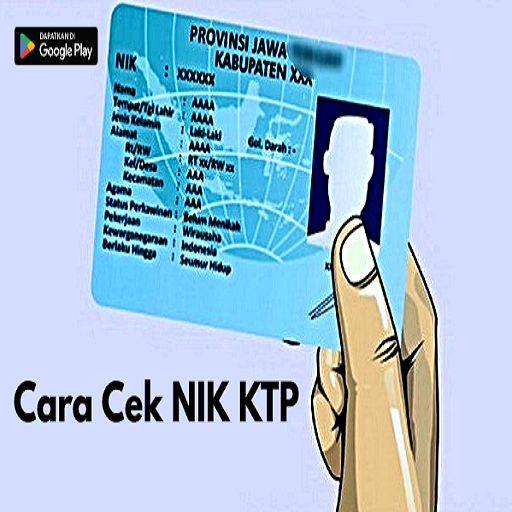 DAPATKAN DI
Google Play
PROVINSI JAWA
KABUPATEN XXX
NIK : XXXXXX
Nama : AAAA
Tempat/Tgl Lahir : AAAA
Jenis Kelamin : Laki-Laki Gol. Darah : -
Alamat : AAAA
Rt/RW : RT xx/RW xx
Kel/Desa : AAA
Kecamatan : AAA
Agama : AAA
Status Perkawinan : Belum Menikah
Pekerjaan : Wirausaha
Kewarganegaraan : Indonesia
Berlaku Hingga : Seumur Hidup
Cara Cek NIK KTP